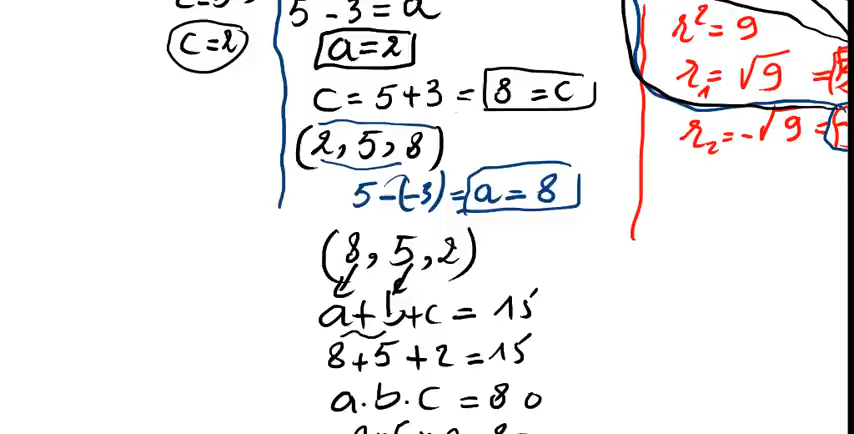 c=2
5-3=a
a=2
c=5+3=8=c
(2,5,8)
5-(-3)=a=8
(8,5,2)
a+b+c=15
8+5+2=15
a.b.c=80
r²=9
r₁=√9=
r₂=-√9=